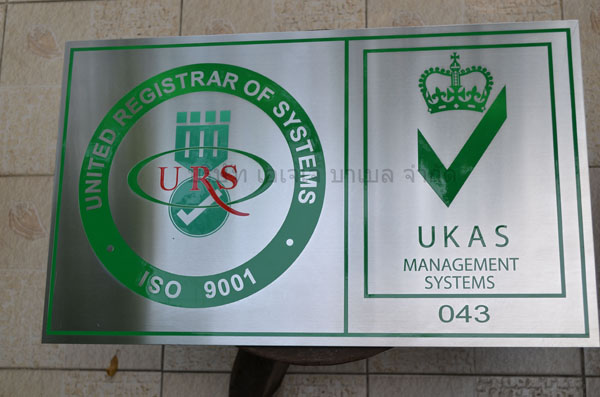 UNITED REGISTRAR OF SYSTEMS
URS
ISO 9001
UKAS
MANAGEMENT
SYSTEMS
043